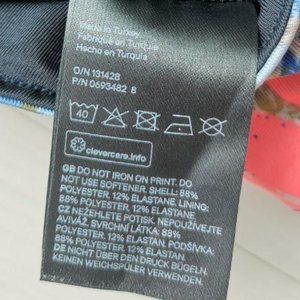 Made in Turkey
Fabriqué en Turquie
Hecho en Turquía
O/N 131428
P/N 0693482 8
40
clevercare.info
GB DO NOT IRON ON PRINT. DO
NOT USE SOFTENER. SHELL: 88%
POLYESTER. 12% ELASTANE. LINING:
88% POLYESTER. 12% ELASTANE
CZ NEŽEHLETE POTISK. NEPOUŽÍVEJTE
AVIVÁŽ. SVRCHNÍ LÁTKA: 88%
POLYESTER. 12% ELASTAN. PODŠÍVKA:
88% POLYESTER. 12% ELASTAN
DE NICHT ÜBER DEN DRUCK BÜGELN.
KEINEN WEICHSPÜLER VERWENDEN.